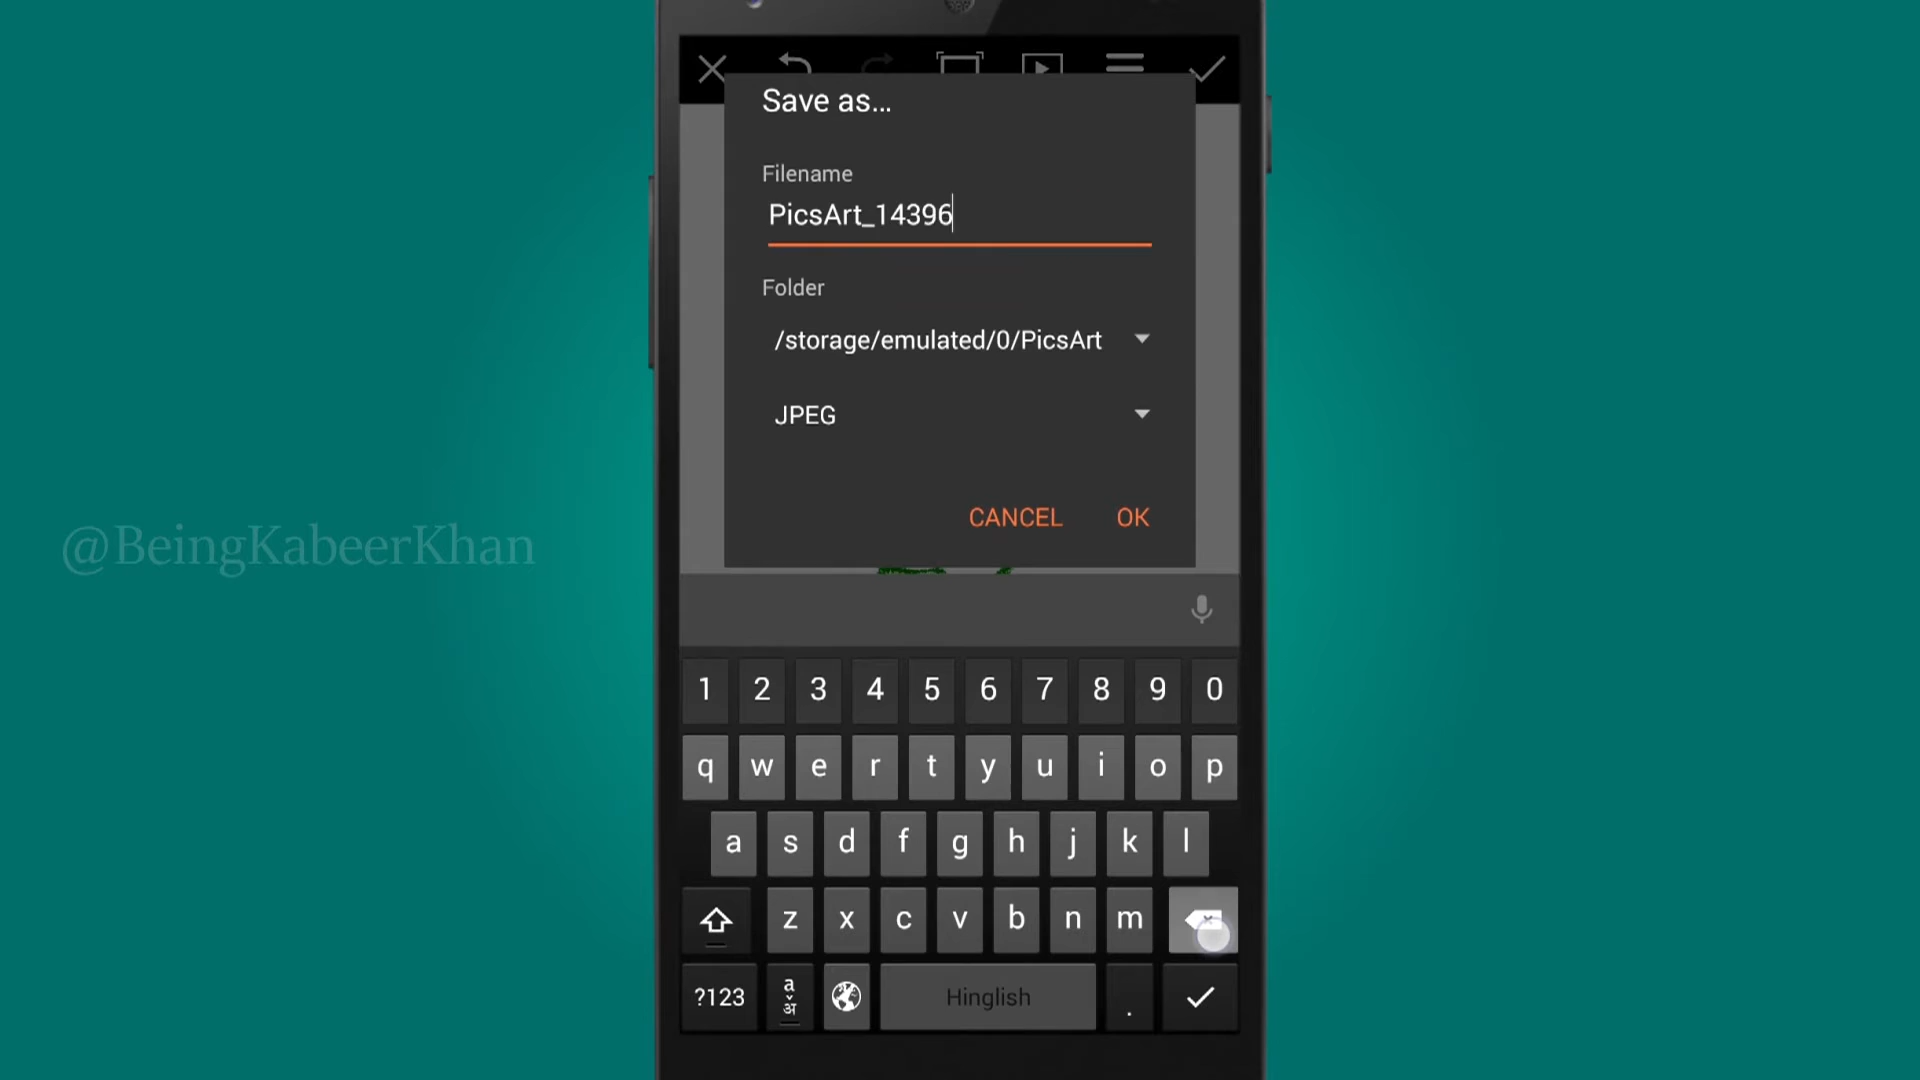 Save as...
Filename
PicsArt_14396
Folder
/storage/emulated/0/PicsArt
JPEG
CANCEL OK
@BeingKabeerKhan
1 2 3 4 5 6 7 8 9 0
q w e r t y u i o p
a s d f g h j k l
z x c v b n m
?123 a अ Hinglish .